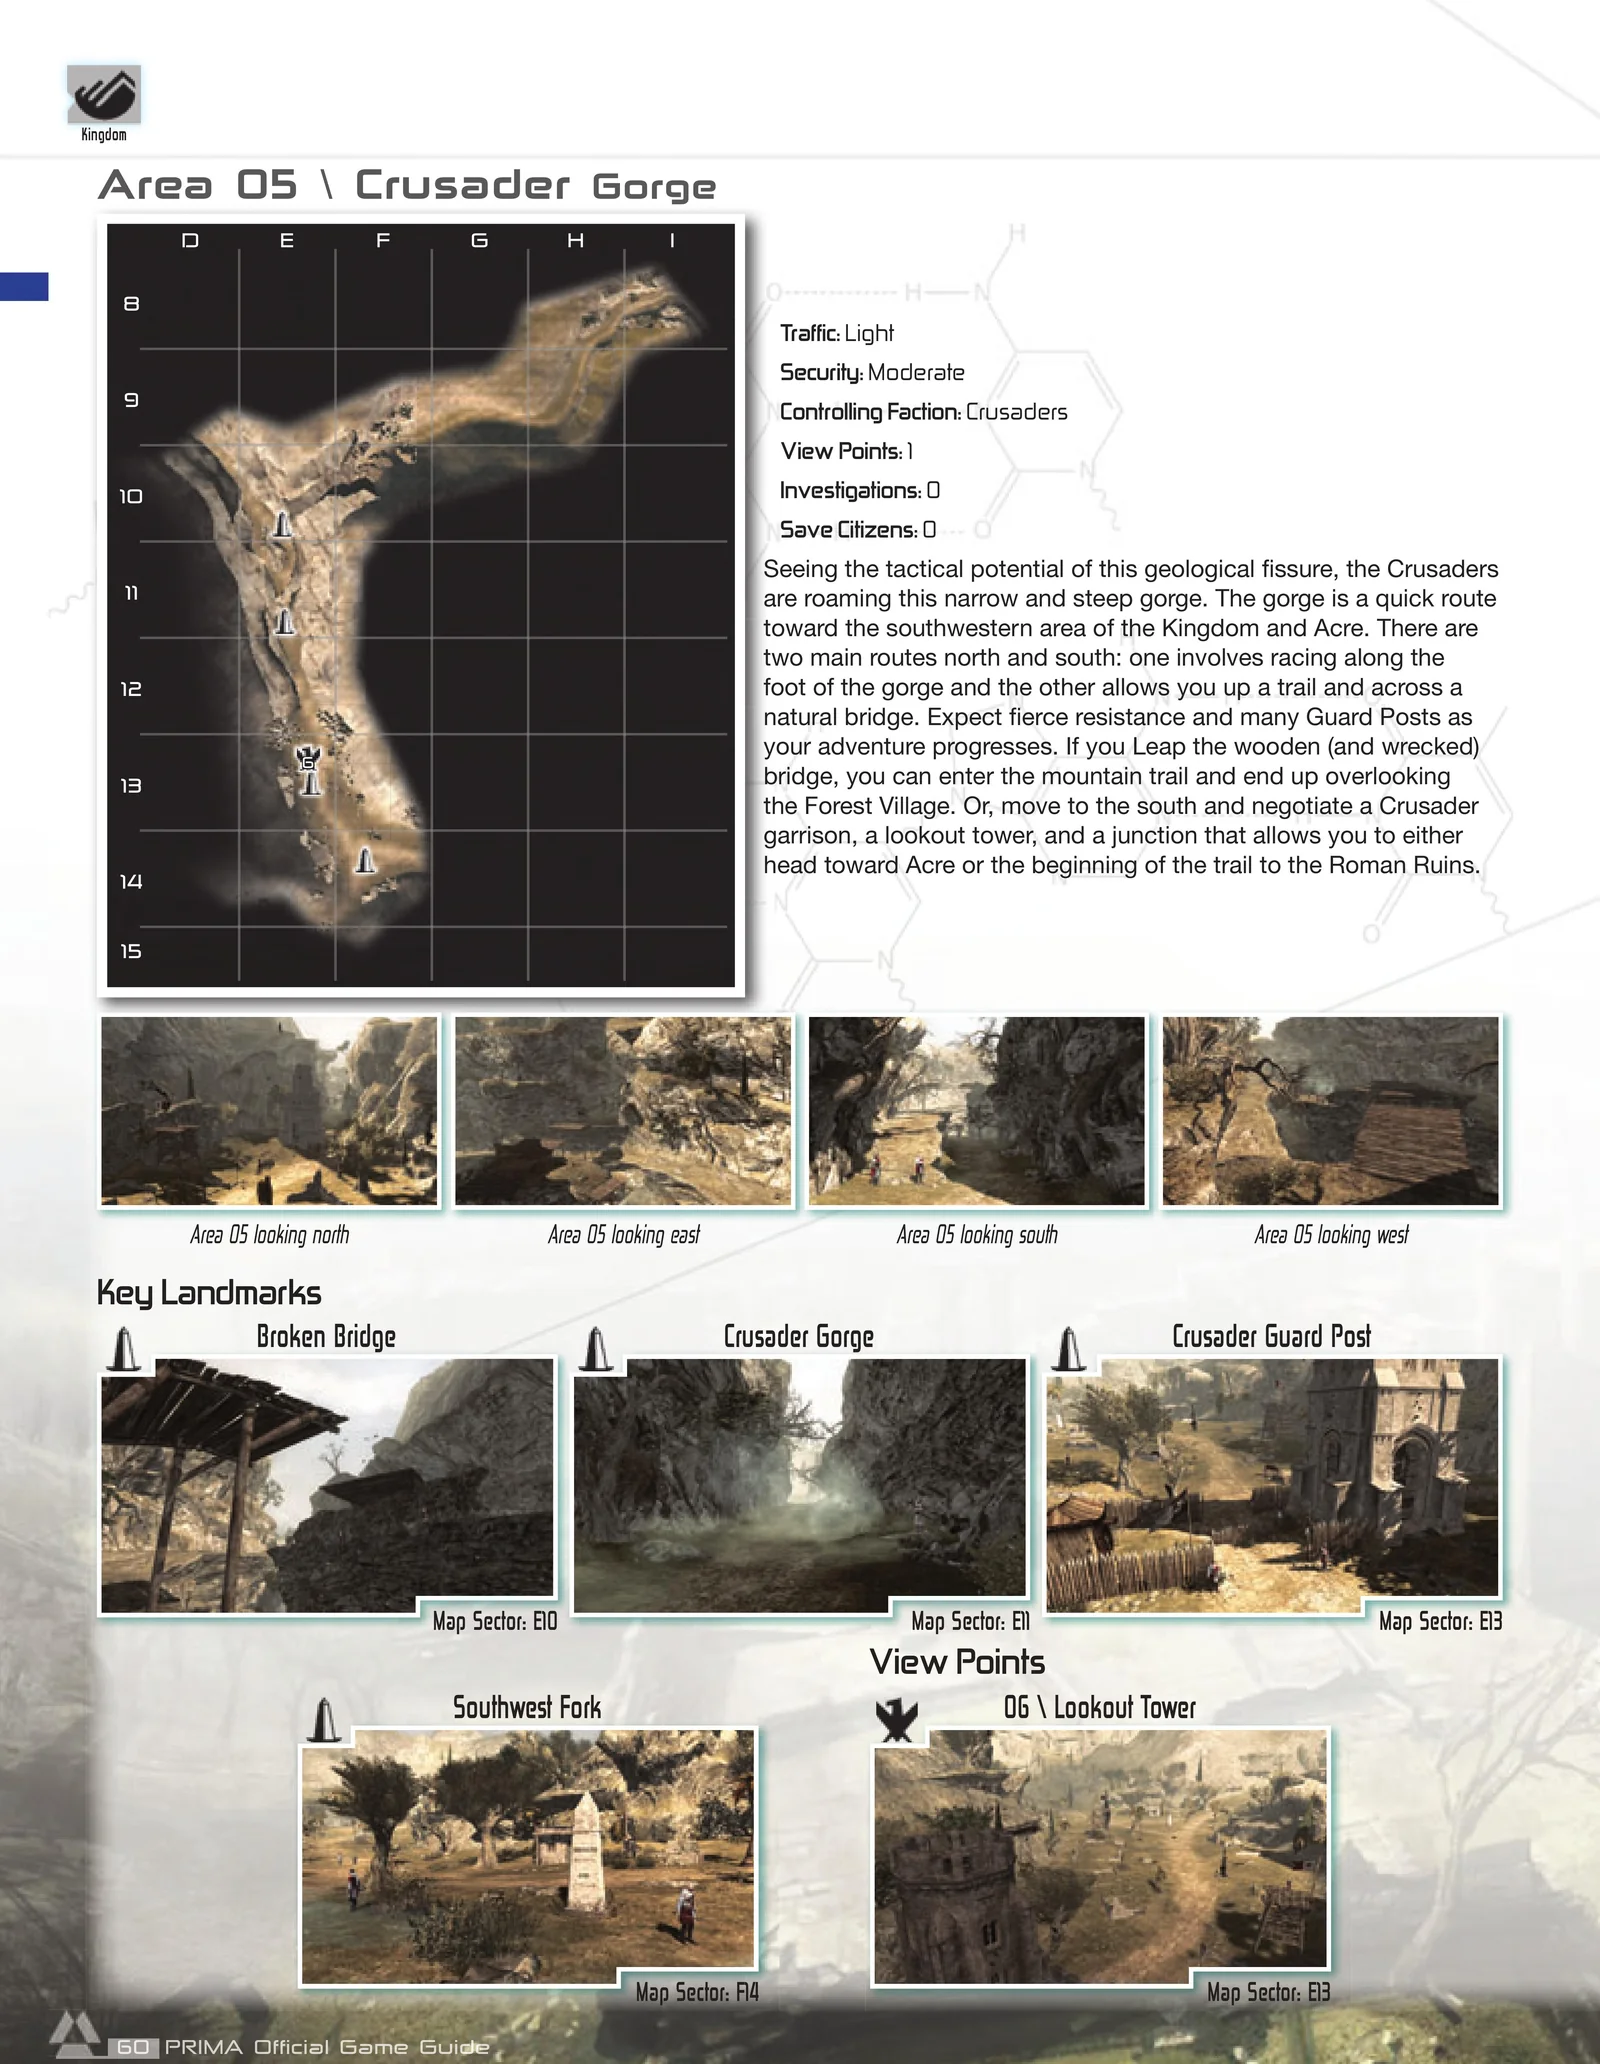 Kingdom
Area 05 \ Crusader Gorge
D E F G H I
8
9
10
11
12
13
14
15
6
Traffic: Light
Security: Moderate
Controlling Faction: Crusaders
View Points: 1
Investigations: 0
Save Citizens: 0
Seeing the tactical potential of this geological fissure, the Crusaders
are roaming this narrow and steep gorge. The gorge is a quick route
toward the southwestern area of the Kingdom and Acre. There are
two main routes north and south: one involves racing along the
foot of the gorge and the other allows you up a trail and across a
natural bridge. Expect fierce resistance and many Guard Posts as
your adventure progresses. If you Leap the wooden (and wrecked)
bridge, you can enter the mountain trail and end up overlooking
the Forest Village. Or, move to the south and negotiate a Crusader
garrison, a lookout tower, and a junction that allows you to either
head toward Acre or the beginning of the trail to the Roman Ruins.
Area 05 looking north
Area 05 looking east
Area 05 looking south
Area 05 looking west
Key Landmarks
Broken Bridge
Map Sector: E10
Crusader Gorge
Map Sector: E11
Crusader Guard Post
Map Sector: E13
Southwest Fork
Map Sector: F14
View Points
06 \ Lookout Tower
Map Sector: E13
60 PRIMA Official Game Guide